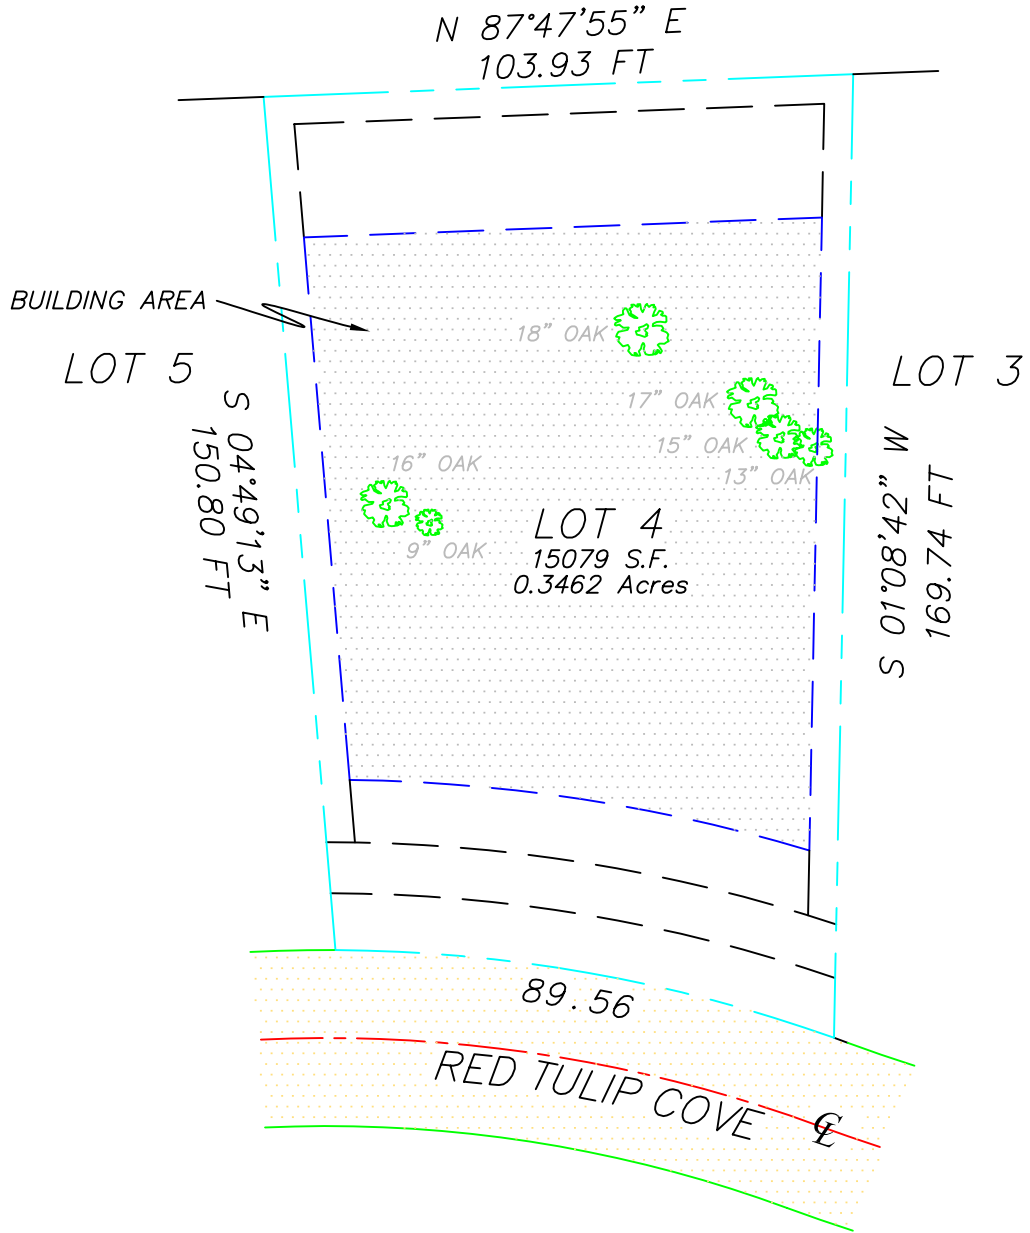 N 87°47'55" E
103.93 FT
BUILDING AREA
18" OAK
LOT 5
LOT 3
17" OAK
15" OAK
13" OAK
S 04°49'13" E
150.80 FT
16" OAK
9" OAK
LOT 4
15079 S.F.
0.3462 Acres
S 01°08'42" W
169.74 FT
89.56
RED TULIP COVE
CL